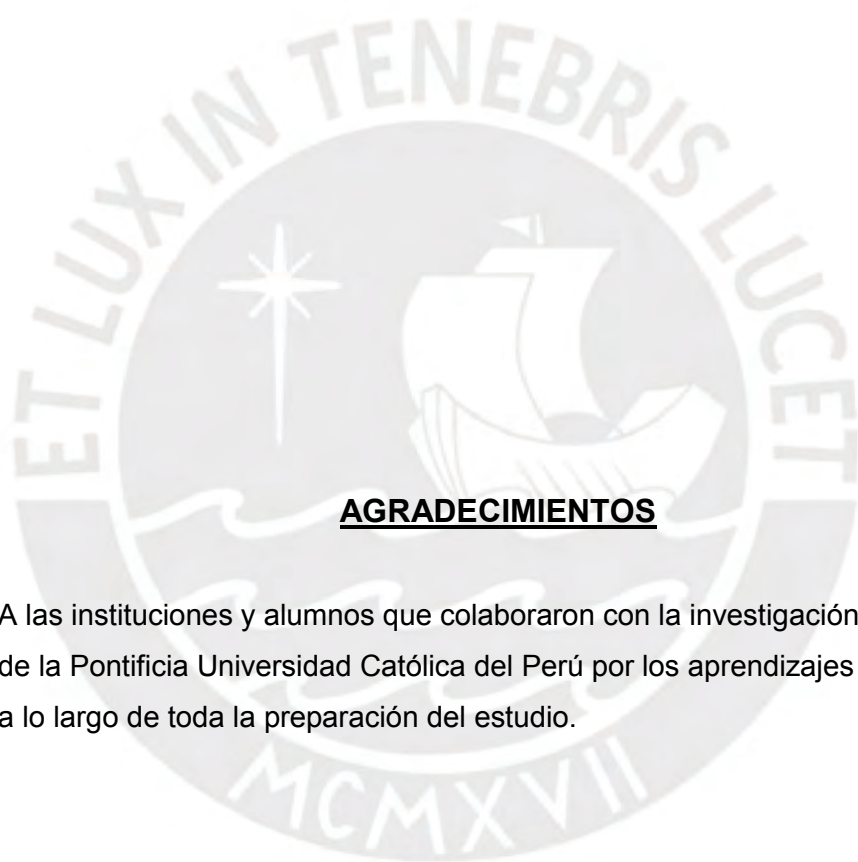 ET LUX IN TENEBRIS LUCET
AGRADECIMIENTOS
A las instituciones y alumnos que colaboraron con la investigación
de la Pontificia Universidad Católica del Perú por los aprendizajes
a lo largo de toda la preparación del estudio.
MCMXVII